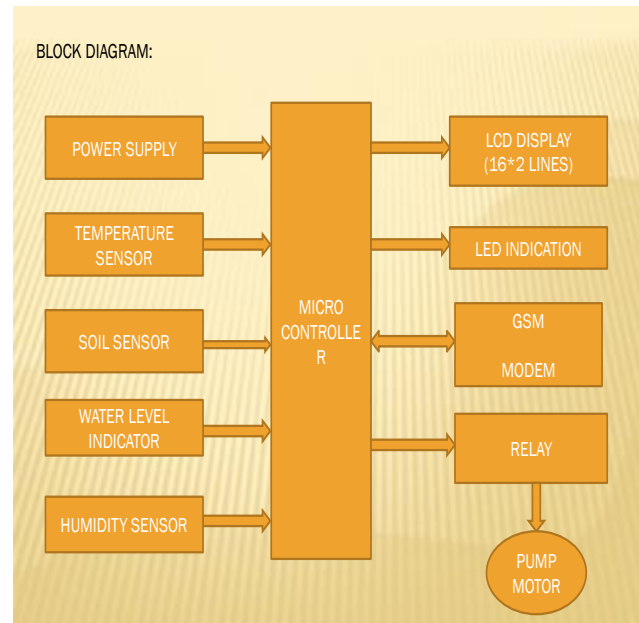 BLOCK DIAGRAM:
POWER SUPPLY
TEMPERATURE
SENSOR
SOIL SENSOR
WATER LEVEL
INDICATOR
HUMIDITY SENSOR
MICRO
CONTROLLE
R
LCD DISPLAY
(16*2 LINES)
LED INDICATION
GSM
MODEM
RELAY
PUMP
MOTOR